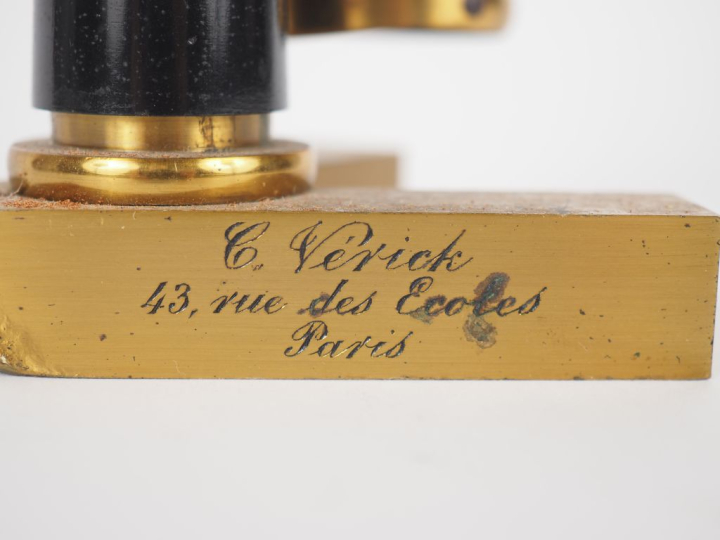 C. Vérick
43, rue des Ecoles
Paris